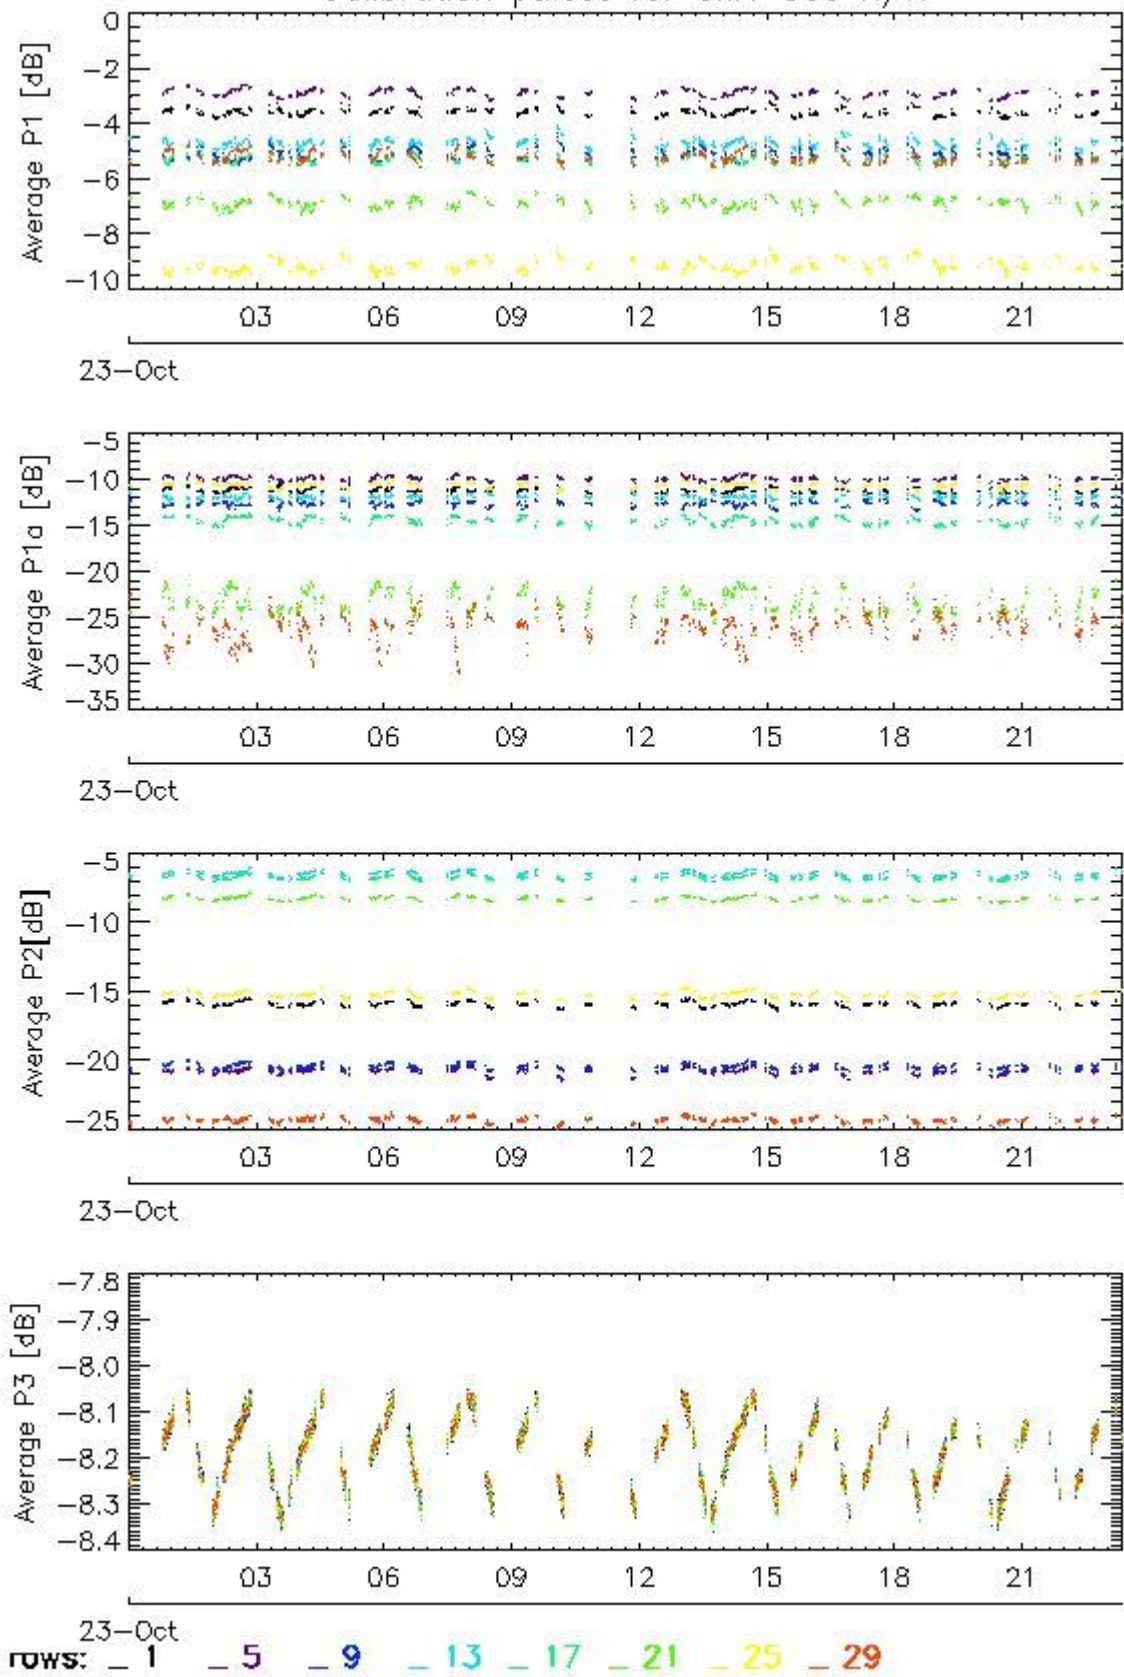 0
-2
-4
-6
-8
-10
Average P1 [dB]
03 06 09 12 15 18 21
23-Oct
-5
-10
-15
-20
-25
-30
-35
Average P1a [dB]
03 06 09 12 15 18 21
23-Oct
-5
-10
-15
-20
-25
Average P2[dB]
03 06 09 12 15 18 21
23-Oct
-7.8
-7.9
-8.0
-8.1
-8.2
-8.3
-8.4
Average P3 [dB]
03 06 09 12 15 18 21
23-Oct
rows: _ 1 _ 5 _ 9 _ 13 _ 17 _ 21 _ 25 _ 29